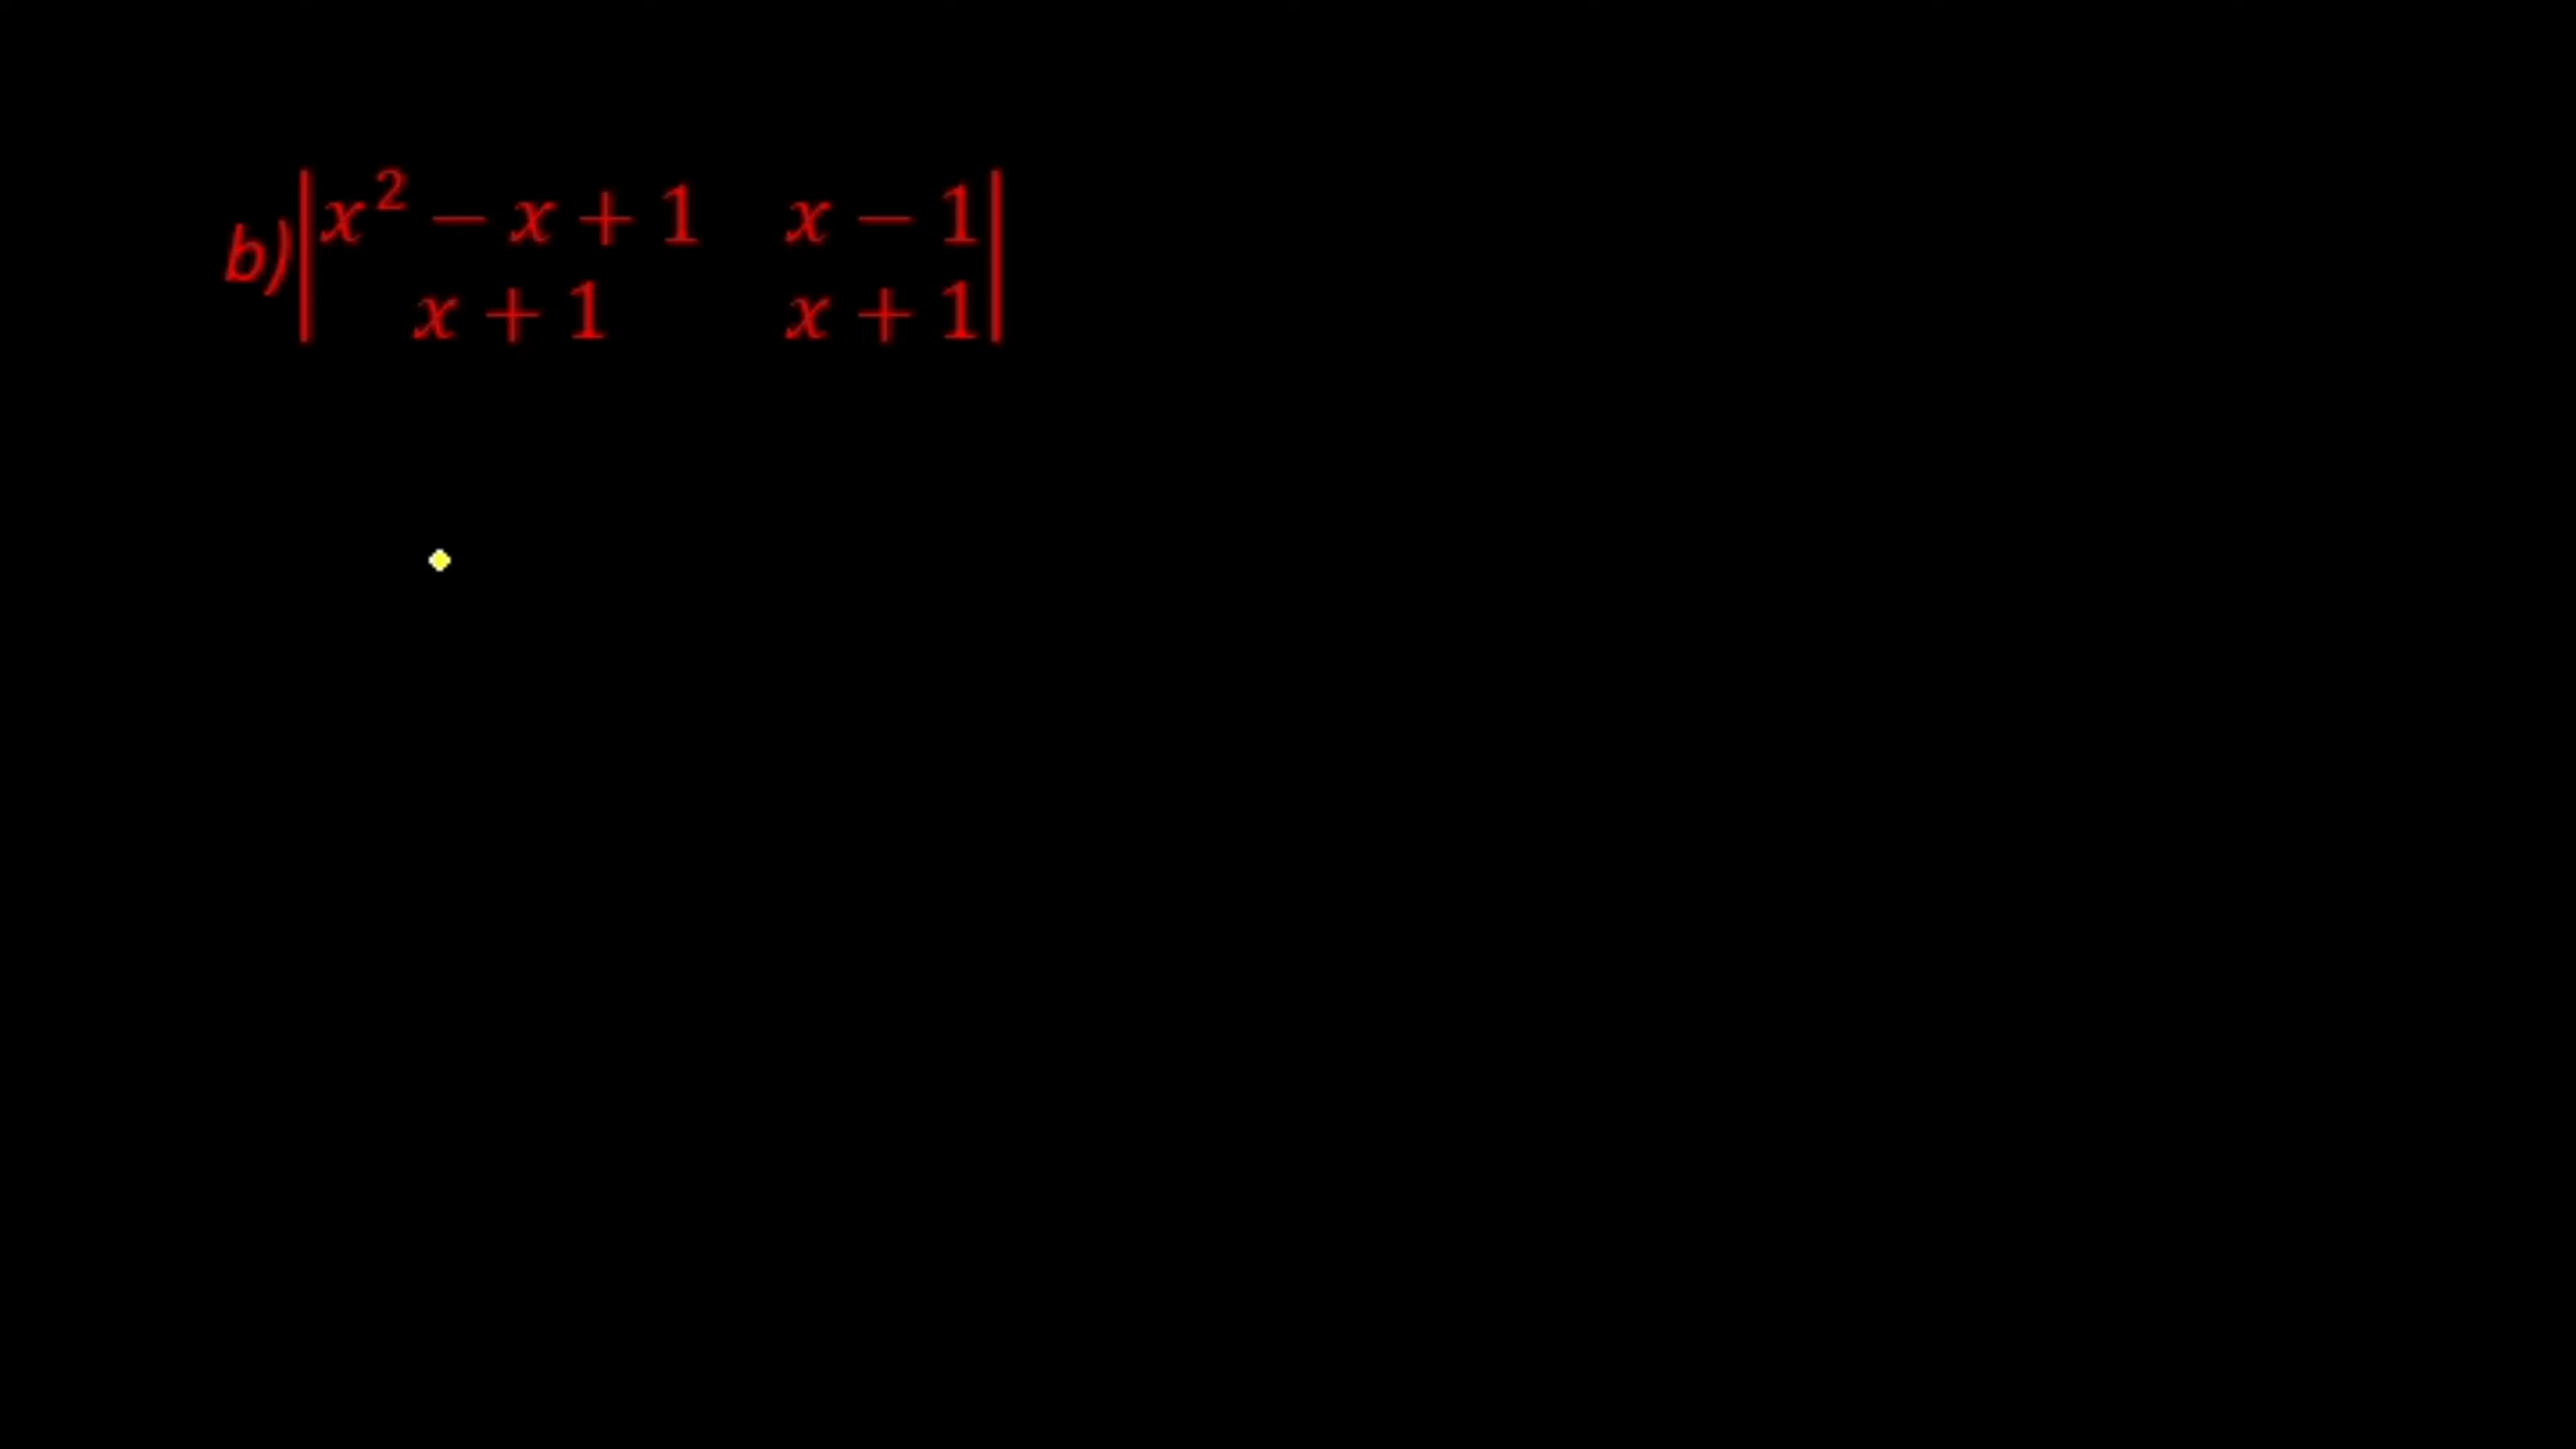 b)|x² − x + 1   x − 1|
|x + 1   x + 1|